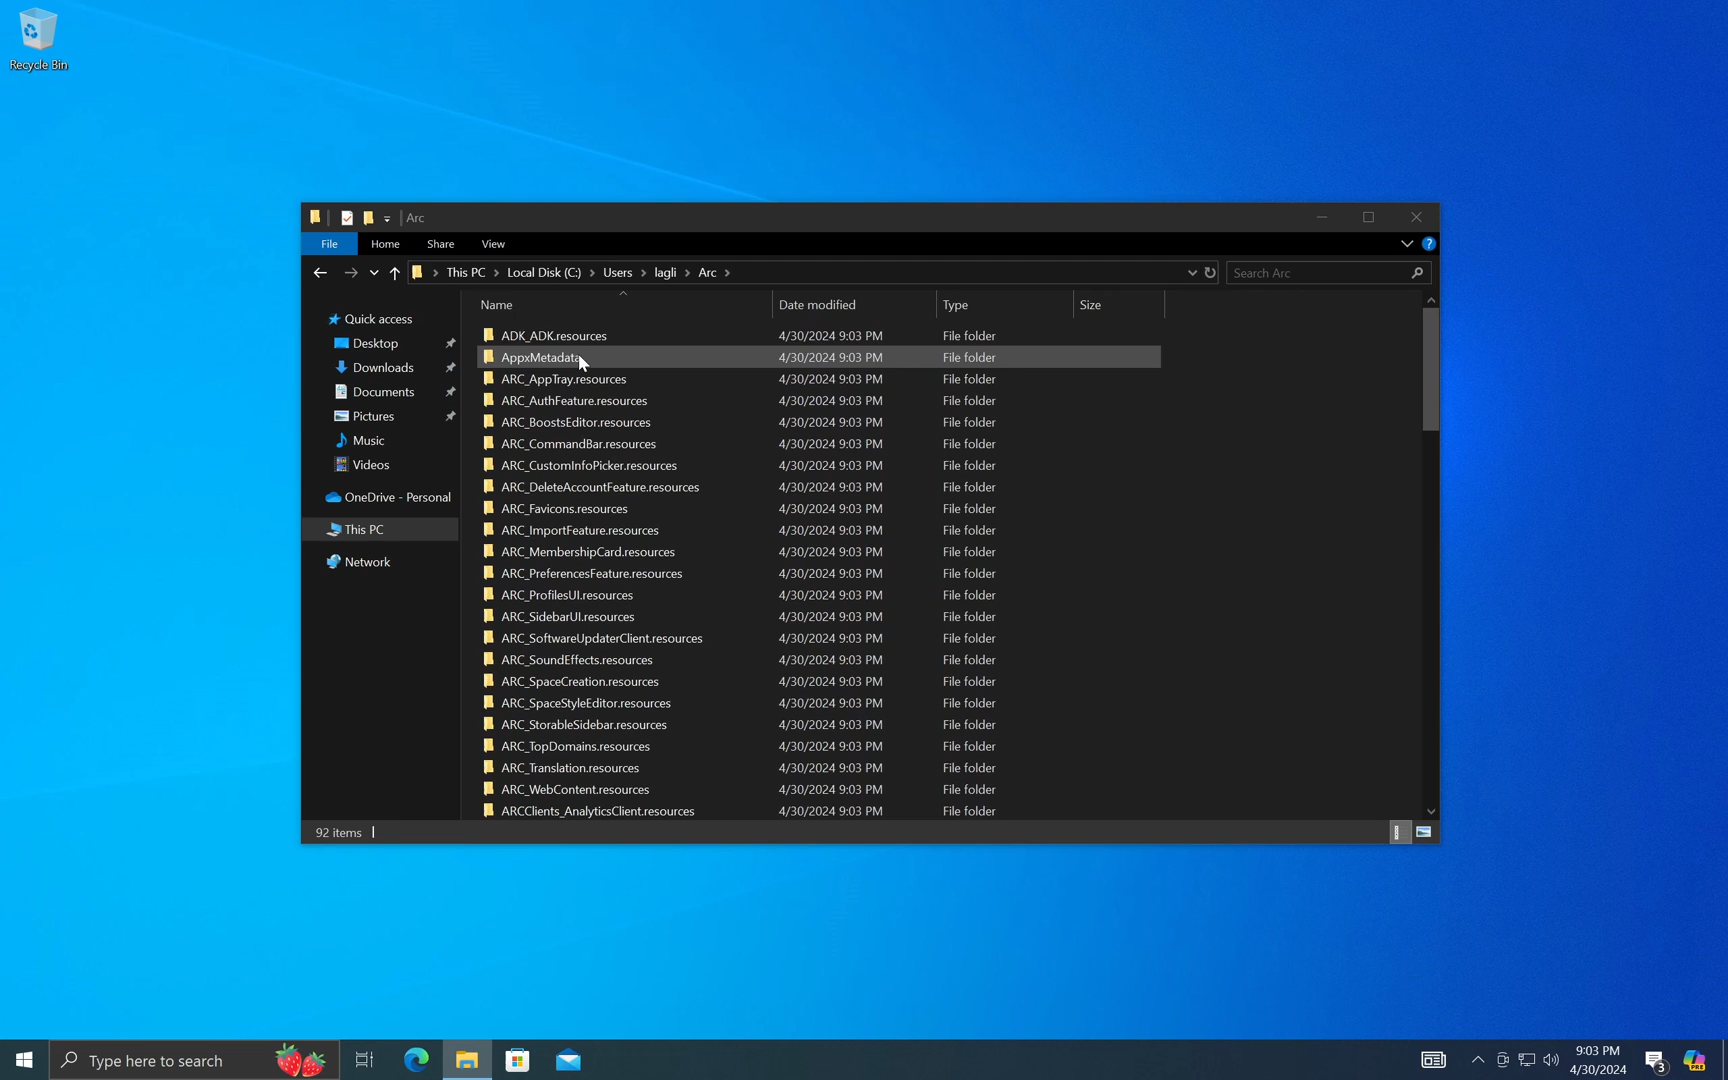 Recycle Bin
Arc
File Home Share View
This PC Local Disk (C:) Users lagli Arc
Search Arc
Name Date modified Type Size
Quick access
Desktop
Downloads
Documents
Pictures
Music
Videos
OneDrive - Personal
This PC
Network
ADK_ADK.resources 4/30/2024 9:03 PM File folder
AppxMetadata 4/30/2024 9:03 PM File folder
ARC_AppTray.resources 4/30/2024 9:03 PM File folder
ARC_AuthFeature.resources 4/30/2024 9:03 PM File folder
ARC_BoostsEditor.resources 4/30/2024 9:03 PM File folder
ARC_CommandBar.resources 4/30/2024 9:03 PM File folder
ARC_CustomInfoPicker.resources 4/30/2024 9:03 PM File folder
ARC_DeleteAccountFeature.resources 4/30/2024 9:03 PM File folder
ARC_Favicons.resources 4/30/2024 9:03 PM File folder
ARC_ImportFeature.resources 4/30/2024 9:03 PM File folder
ARC_MembershipCard.resources 4/30/2024 9:03 PM File folder
ARC_PreferencesFeature.resources 4/30/2024 9:03 PM File folder
ARC_ProfilesUI.resources 4/30/2024 9:03 PM File folder
ARC_SidebarUI.resources 4/30/2024 9:03 PM File folder
ARC_SoftwareUpdaterClient.resources 4/30/2024 9:03 PM File folder
ARC_SoundEffects.resources 4/30/2024 9:03 PM File folder
ARC_SpaceCreation.resources 4/30/2024 9:03 PM File folder
ARC_SpaceStyleEditor.resources 4/30/2024 9:03 PM File folder
ARC_StorableSidebar.resources 4/30/2024 9:03 PM File folder
ARC_TopDomains.resources 4/30/2024 9:03 PM File folder
ARC_Translation.resources 4/30/2024 9:03 PM File folder
ARC_WebContent.resources 4/30/2024 9:03 PM File folder
ARCClients_AnalyticsClient.resources 4/30/2024 9:03 PM File folder
92 items
Type here to search
9:03 PM
4/30/2024
3
PRE